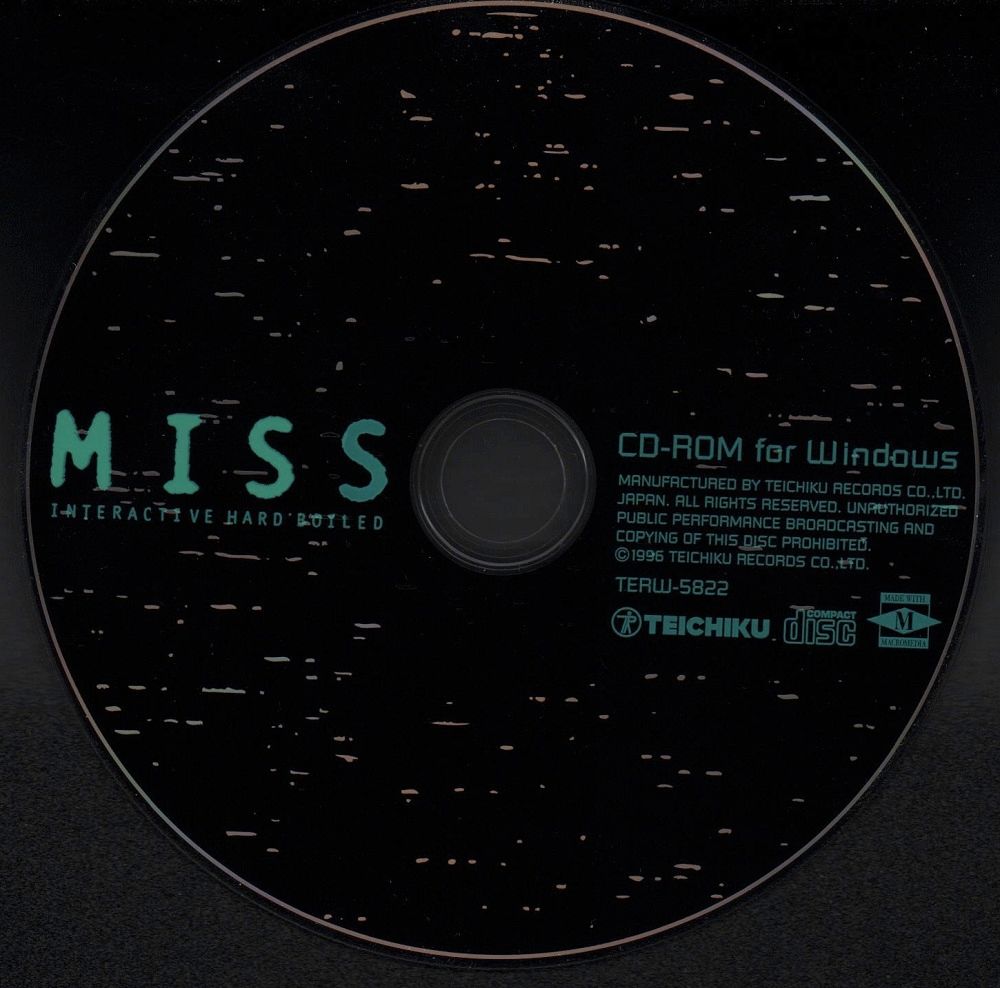 MISS
INTERACTIVE HARD BOILED
CD-ROM for Windows
MANUFACTURED BY TEICHIKU RECORDS CO.,LTD.
JAPAN. ALL RIGHTS RESERVED. UNAUTHORIZED
PUBLIC PERFORMANCE BROADCASTING AND
COPYING OF THIS DISC PROHIBITED.
©1996 TEICHIKU RECORDS CO.,LTD.
TERW-5822
TEICHIKU
COMPACT
disc
MADE WITH
M
MACROMEDIA